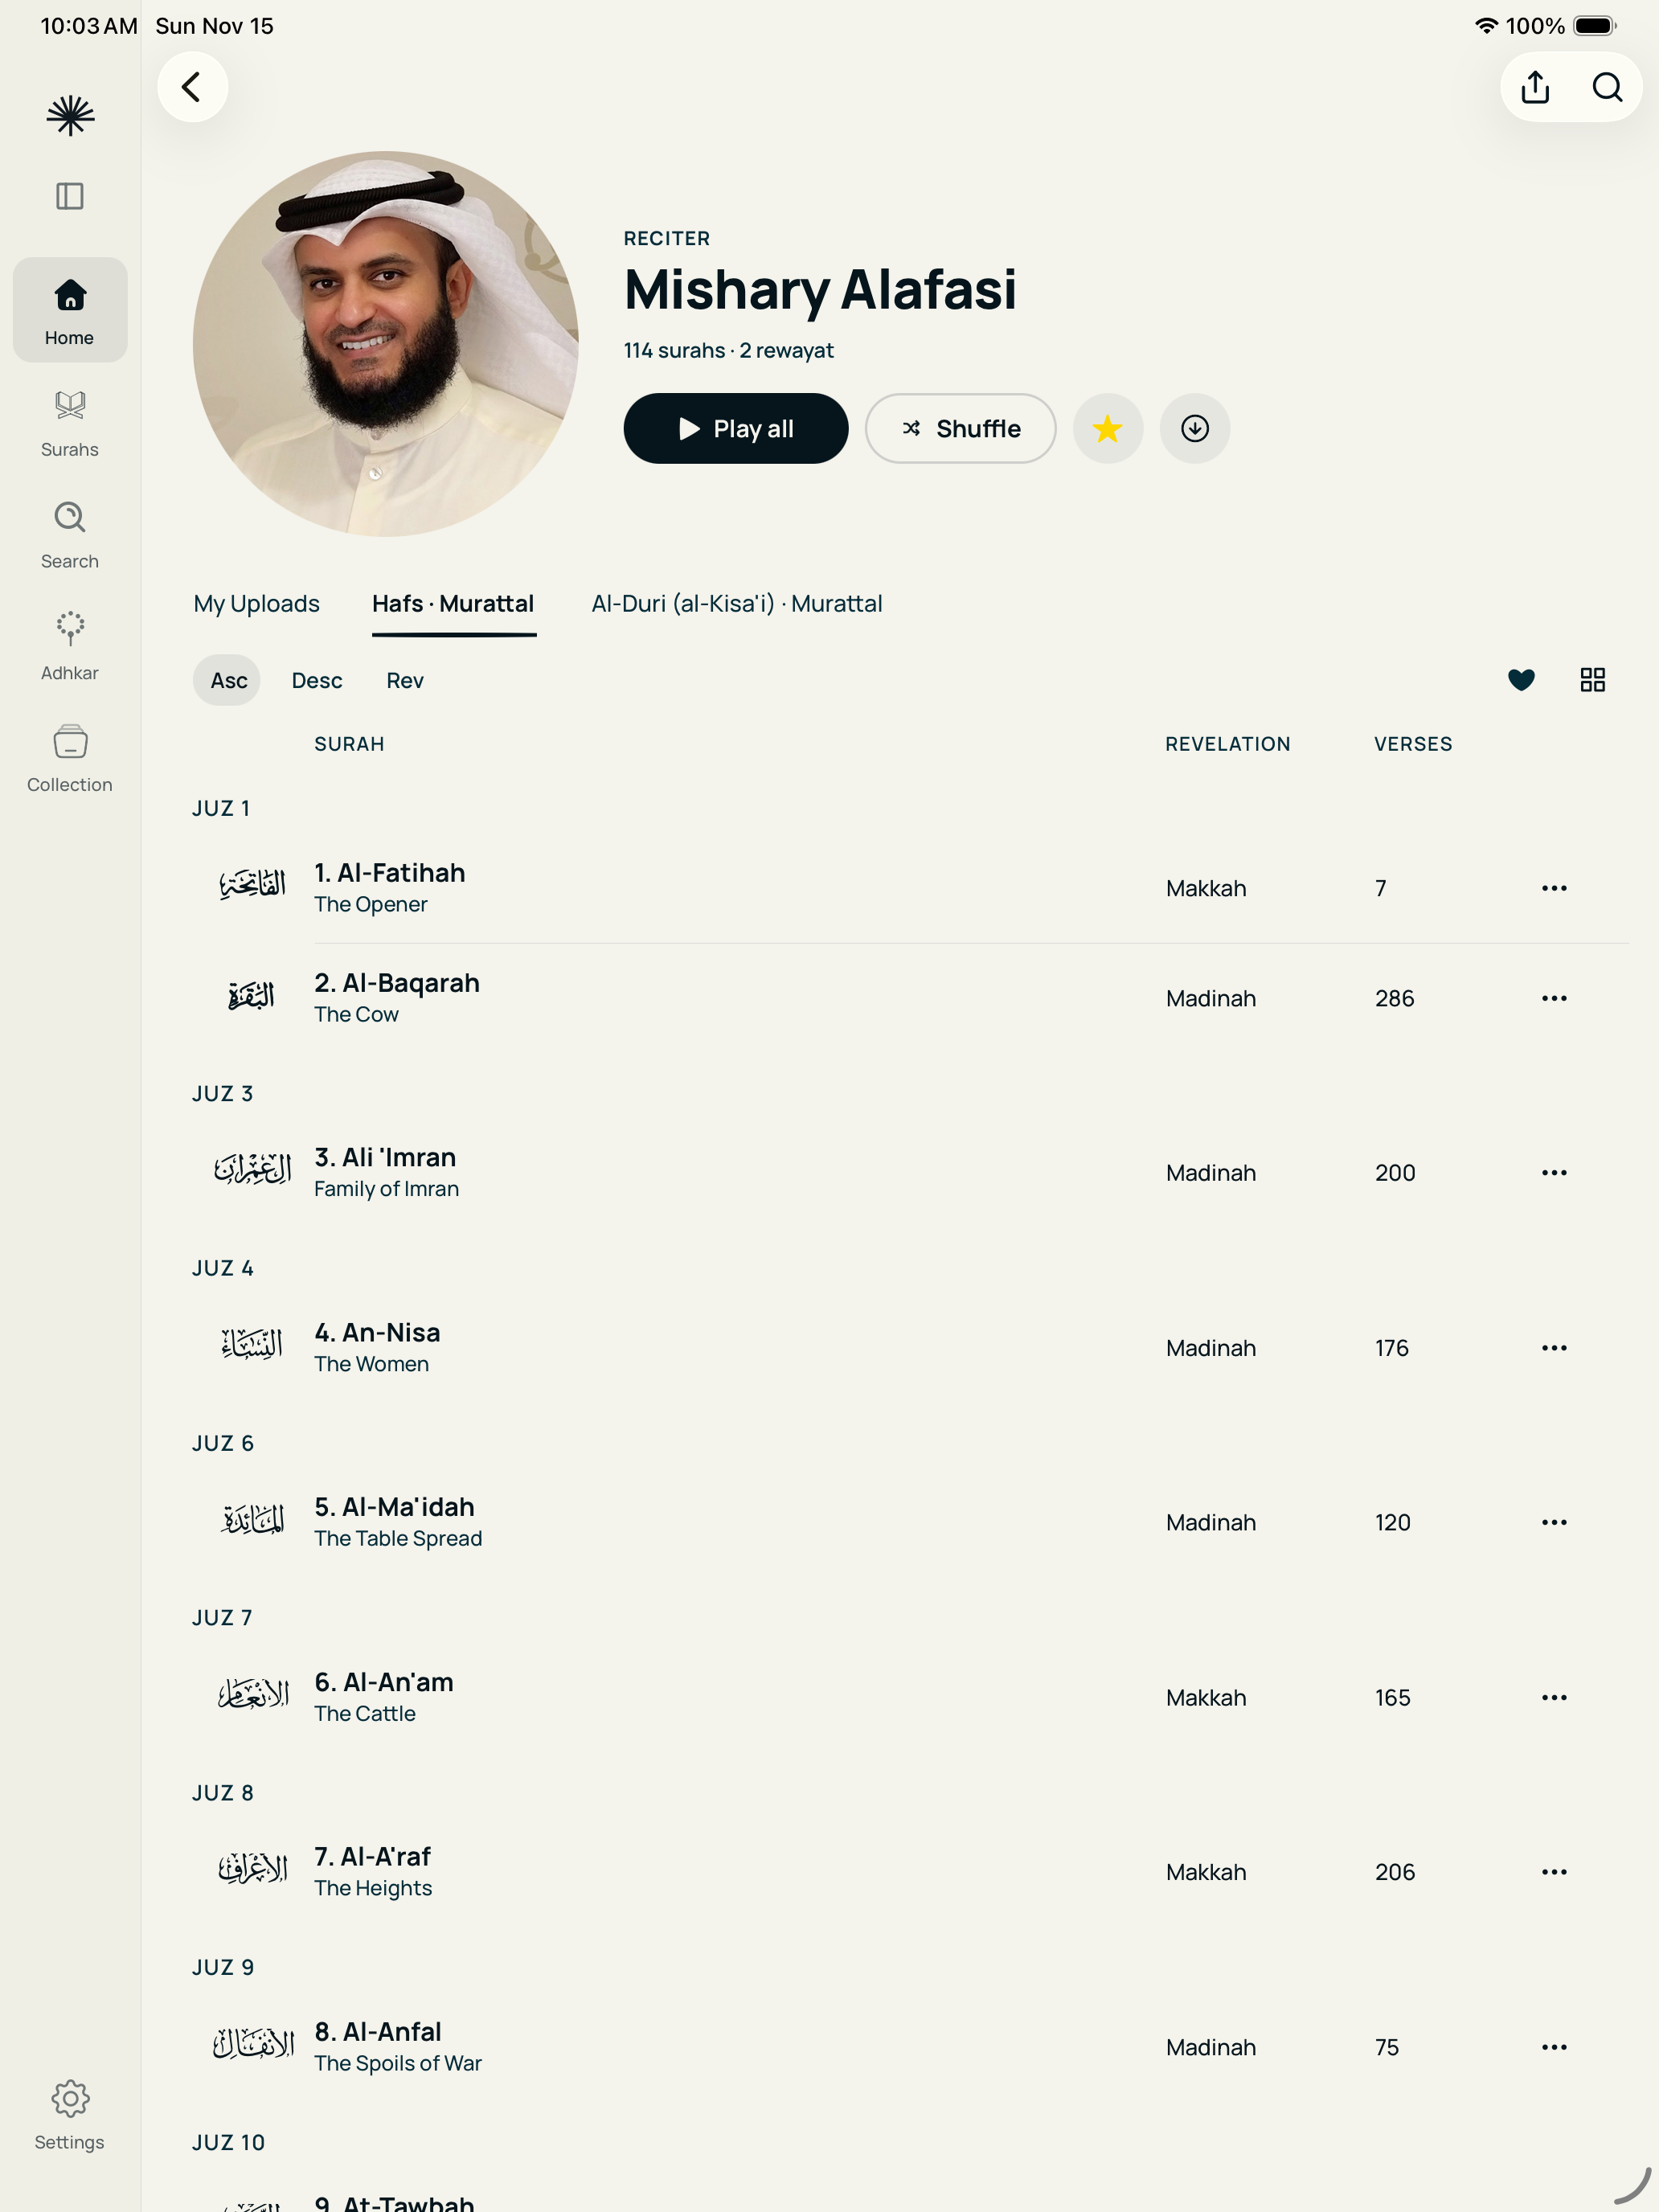 10:03 AM Sun Nov 15
100%
RECITER
Mishary Alafasi
114 surahs · 2 rewayat
Play all
Shuffle
Home
Surahs
Search
Adhkar
Collection
Settings
My Uploads
Hafs · Murattal
Al-Duri (al-Kisa'i) · Murattal
Asc
Desc
Rev
SURAH
REVELATION
VERSES
JUZ 1
الفاتحة
1. Al-Fatihah
The Opener
Makkah
7
البقرة
2. Al-Baqarah
The Cow
Madinah
286
JUZ 3
آل عمران
3. Ali 'Imran
Family of Imran
Madinah
200
JUZ 4
النساء
4. An-Nisa
The Women
Madinah
176
JUZ 6
المائدة
5. Al-Ma'idah
The Table Spread
Madinah
120
JUZ 7
الأنعام
6. Al-An'am
The Cattle
Makkah
165
JUZ 8
الأعراف
7. Al-A'raf
The Heights
Makkah
206
JUZ 9
الأنفال
8. Al-Anfal
The Spoils of War
Madinah
75
JUZ 10
9. At-Tawbah